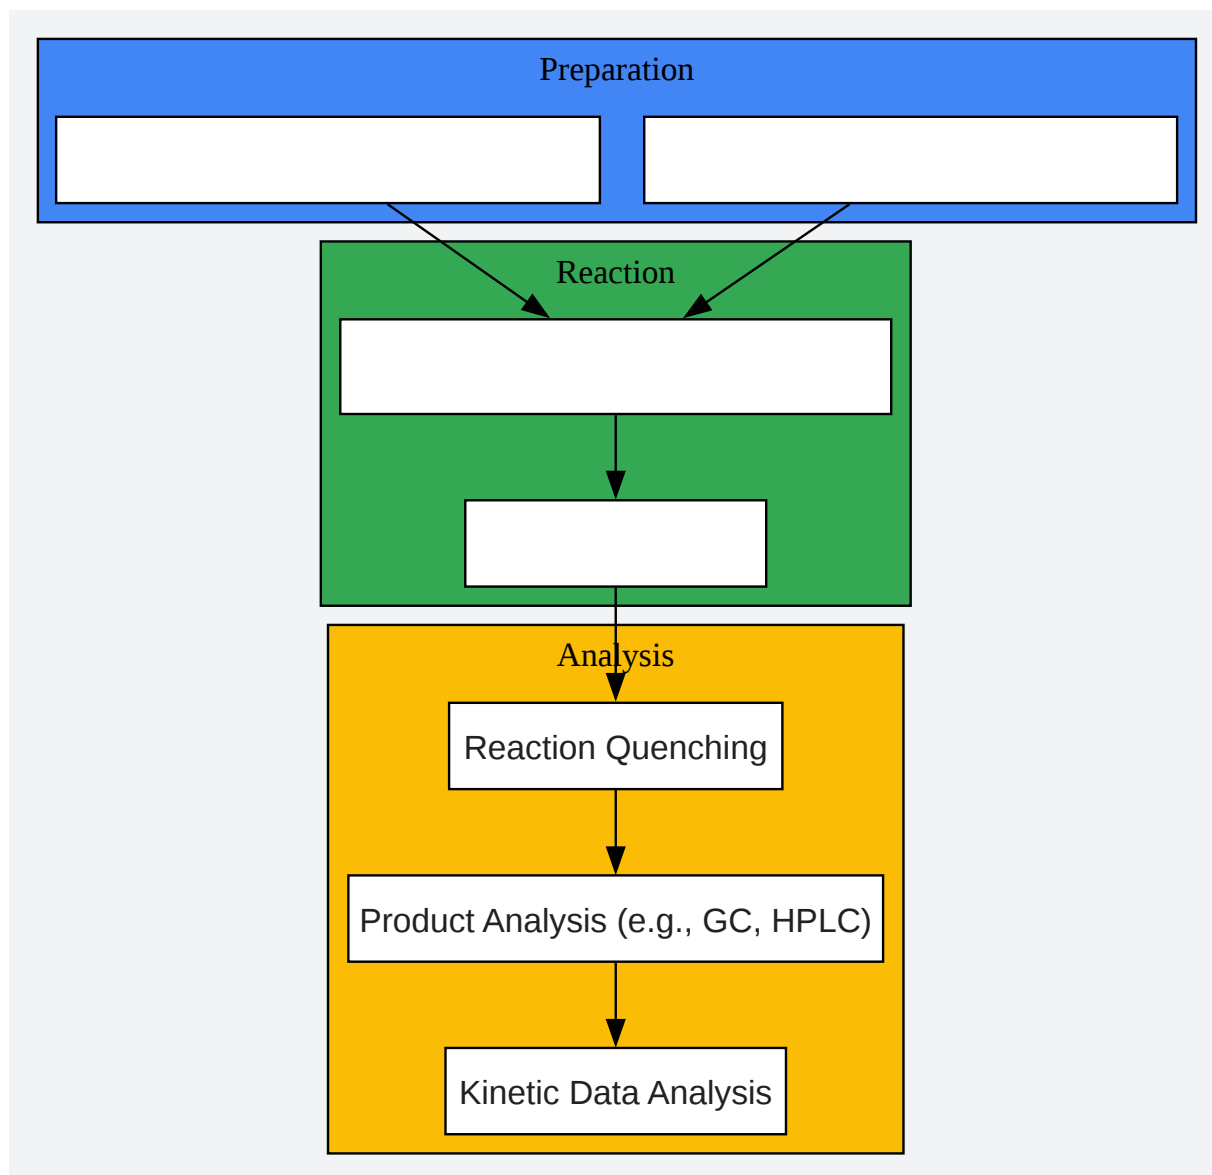 Preparation
Reaction
Analysis
Reaction Quenching
Product Analysis (e.g., GC, HPLC)
Kinetic Data Analysis